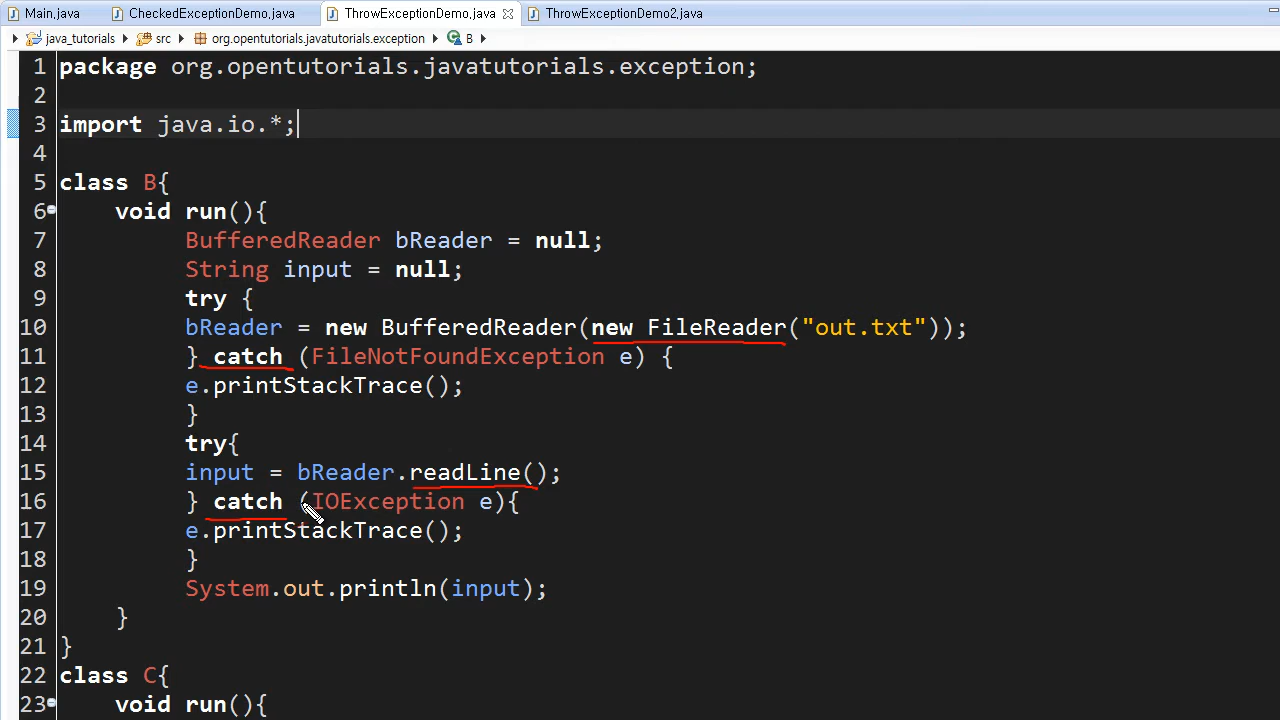 Main.java CheckedExceptionDemo.java ThrowExceptionDemo.java ThrowExceptionDemo2.java
java_tutorials src org.opentutorials.javatutorials.exception B
1 package org.opentutorials.javatutorials.exception;
2
3 import java.io.*;
4
5 class B{
6 void run(){
7 BufferedReader bReader = null;
8 String input = null;
9 try {
10 bReader = new BufferedReader(new FileReader("out.txt"));
11 } catch (FileNotFoundException e) {
12 e.printStackTrace();
13 }
14 try{
15 input = bReader.readLine();
16 } catch (IOException e){
17 e.printStackTrace();
18 }
19 System.out.println(input);
20 }
21 }
22 class C{
23 void run(){